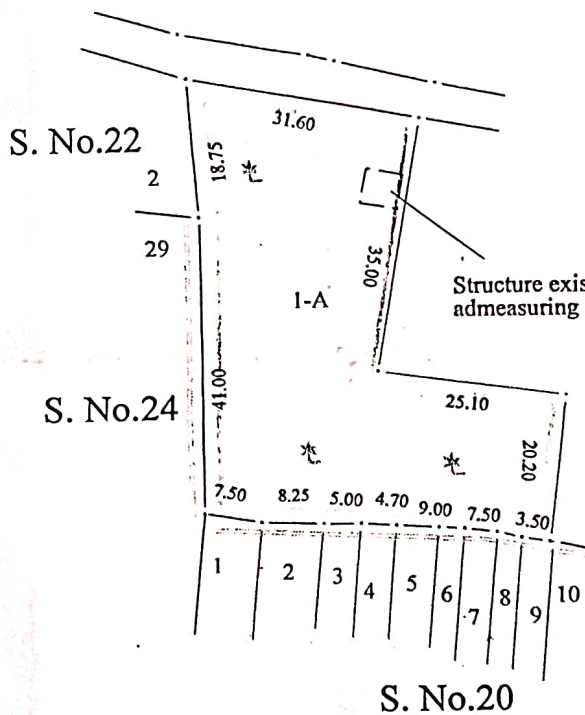 31.60
S. No.22
18.75
2
29
35.00
Structure exis
admeasuring
1-A
41.00
S. No.24
25.10
20.20
7.50 8.25 5.00 4.70 9.00 7.50 3.50
1 2 3 4 5 6 7 8 9 10
S. No.20